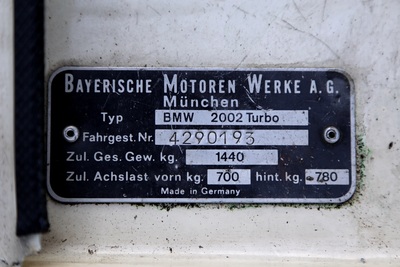 BAYERISCHE MOTOREN WERKE A.G.
München
Typ BMW 2002 Turbo
Fahrgest. Nr. 4290193
Zul. Ges. Gew. kg. 1440
Zul. Achslast vorn kg. 700 hint. kg. 780
Made in Germany